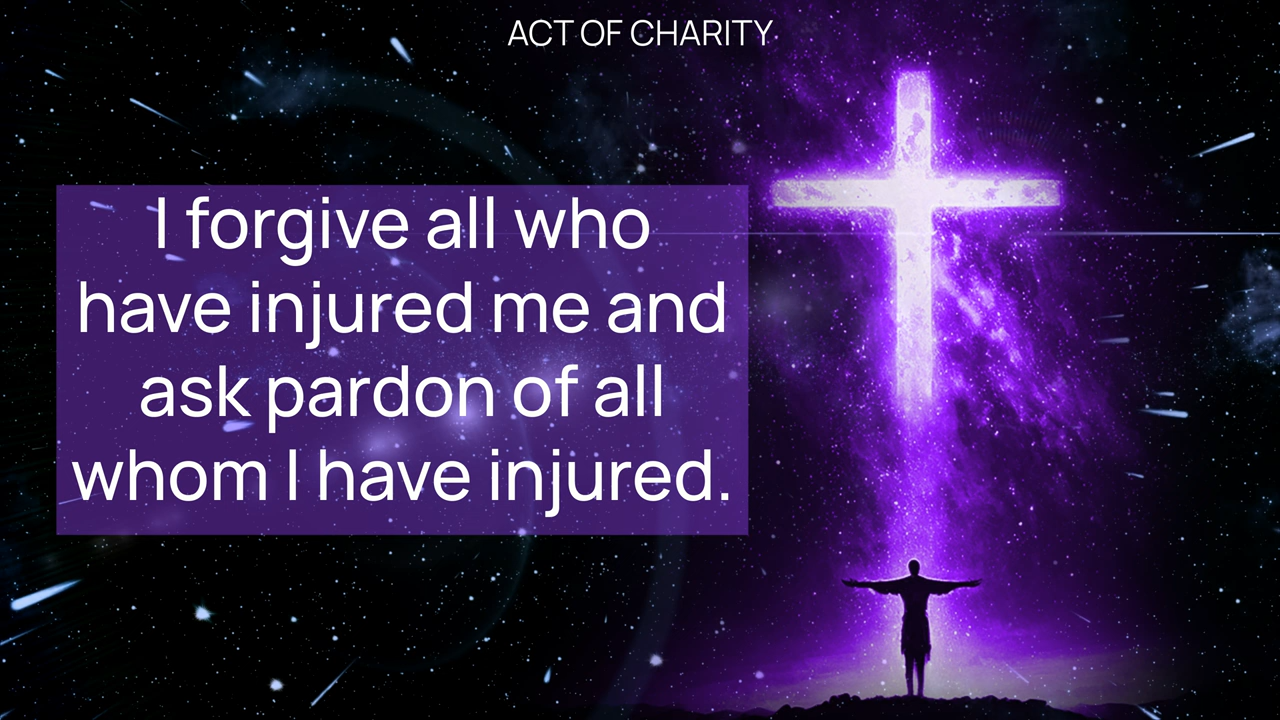 ACT OF CHARITY
I forgive all who
have injured me and
ask pardon of all
whom I have injured.